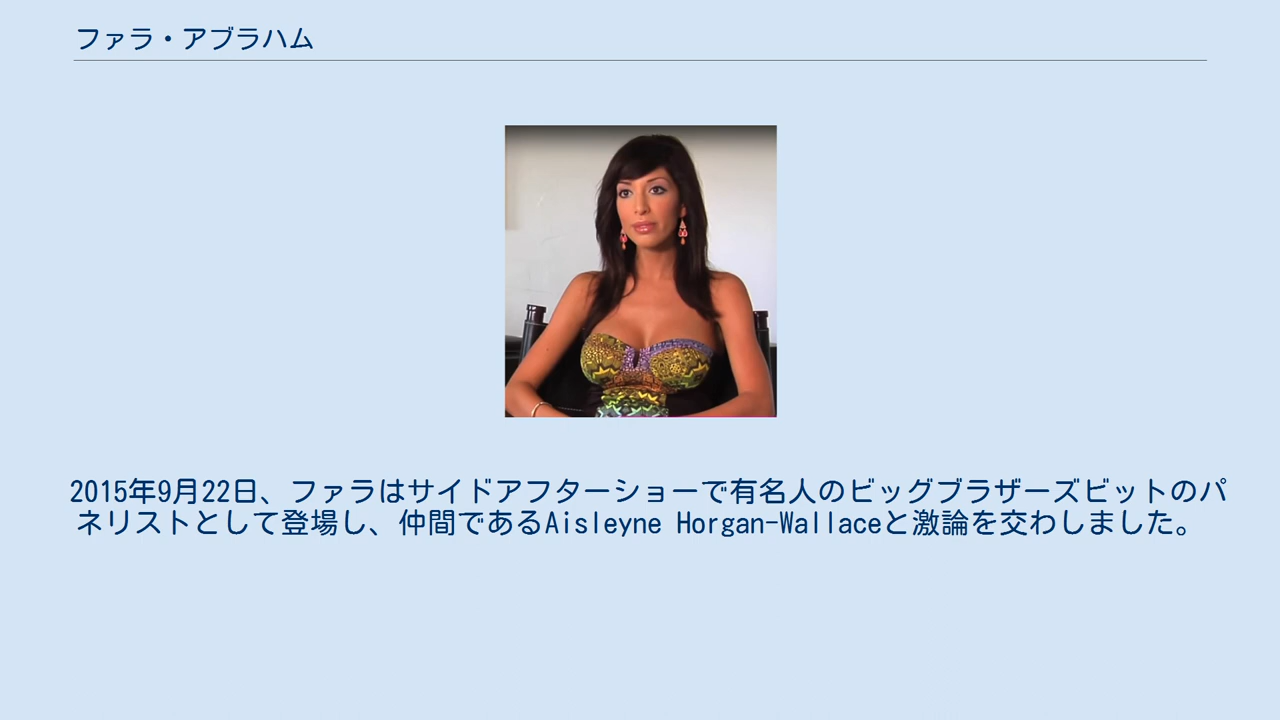 ファラ・アブラハム
2015年9月22日、ファラはサイドアフターショーで有名人のビッグブラザーズビットのパ
ネリストとして登場し、仲間であるAisleyne Horgan-Wallaceと激論を交わしました。